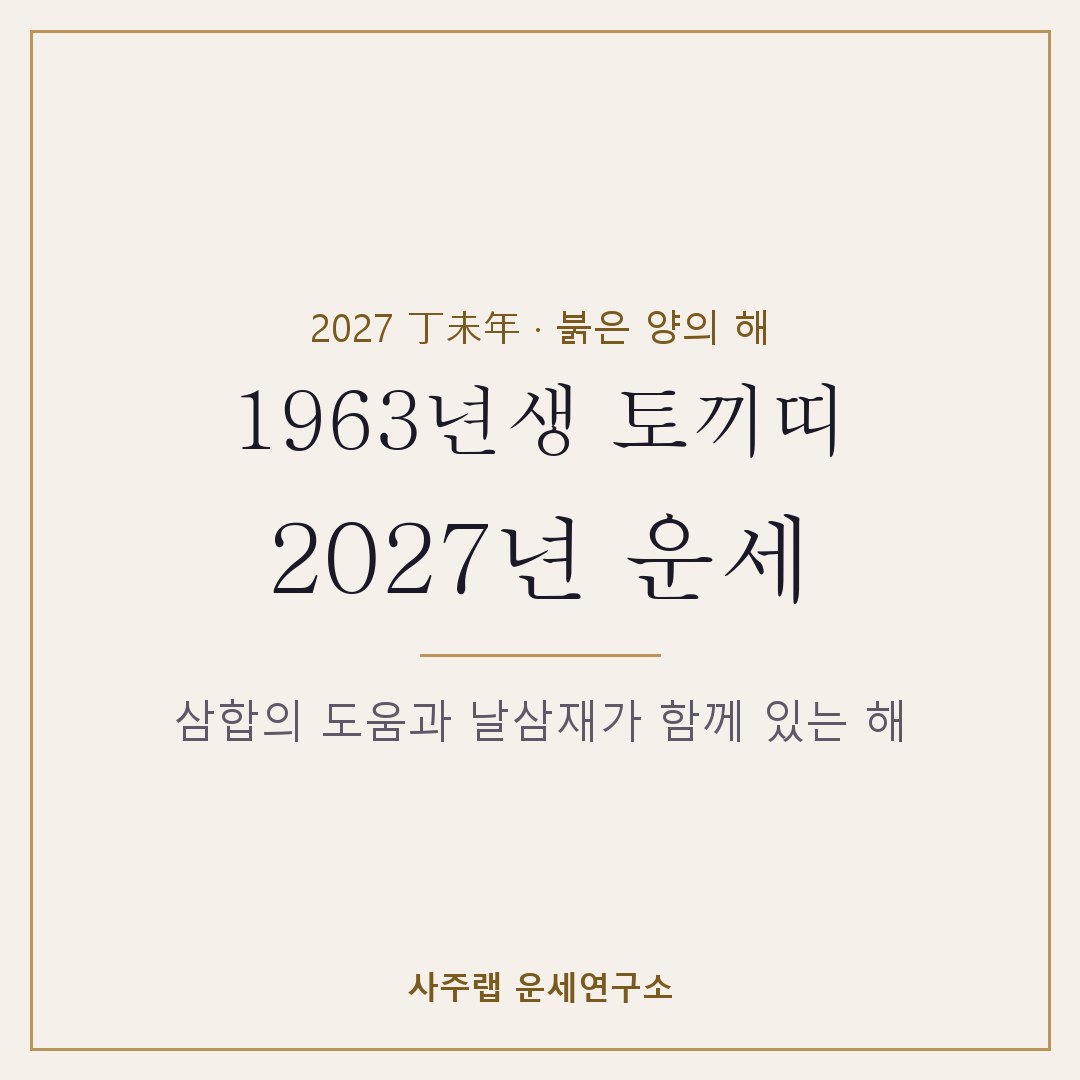 2027 丁未年 · 붉은 양의 해
1963년생 토끼띠
2027년 운세
삼합의 도움과 날삼재가 함께 있는 해
사주랩 운세연구소